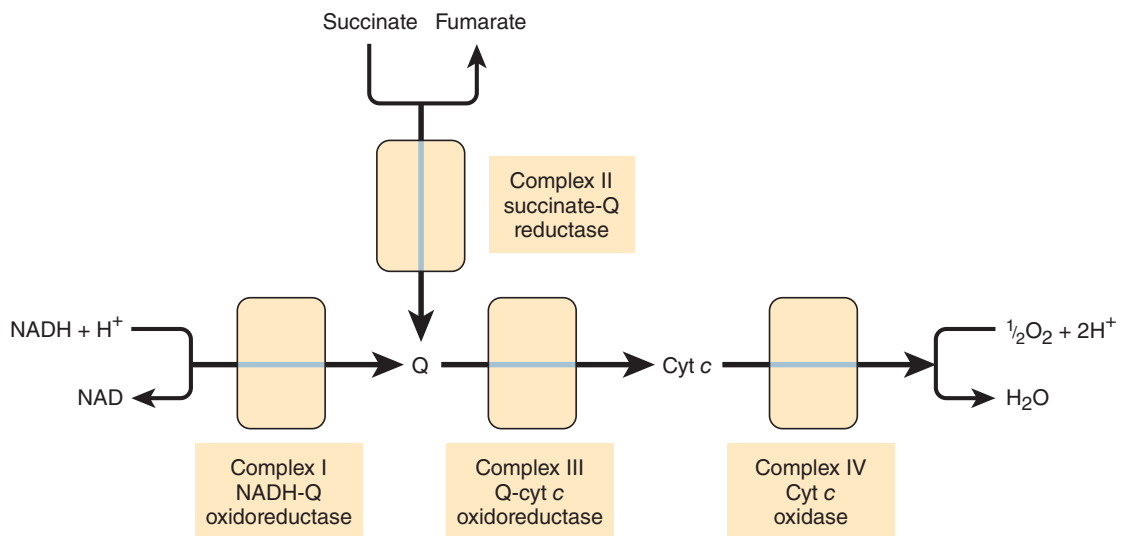 Succinate Fumarate
Complex II
succinate-Q
reductase
NADH + H⁺
NAD
Q
Cyt c
½O₂ + 2H⁺
H₂O
Complex I
NADH-Q
oxidoreductase
Complex III
Q-cyt c
oxidoreductase
Complex IV
Cyt c
oxidase